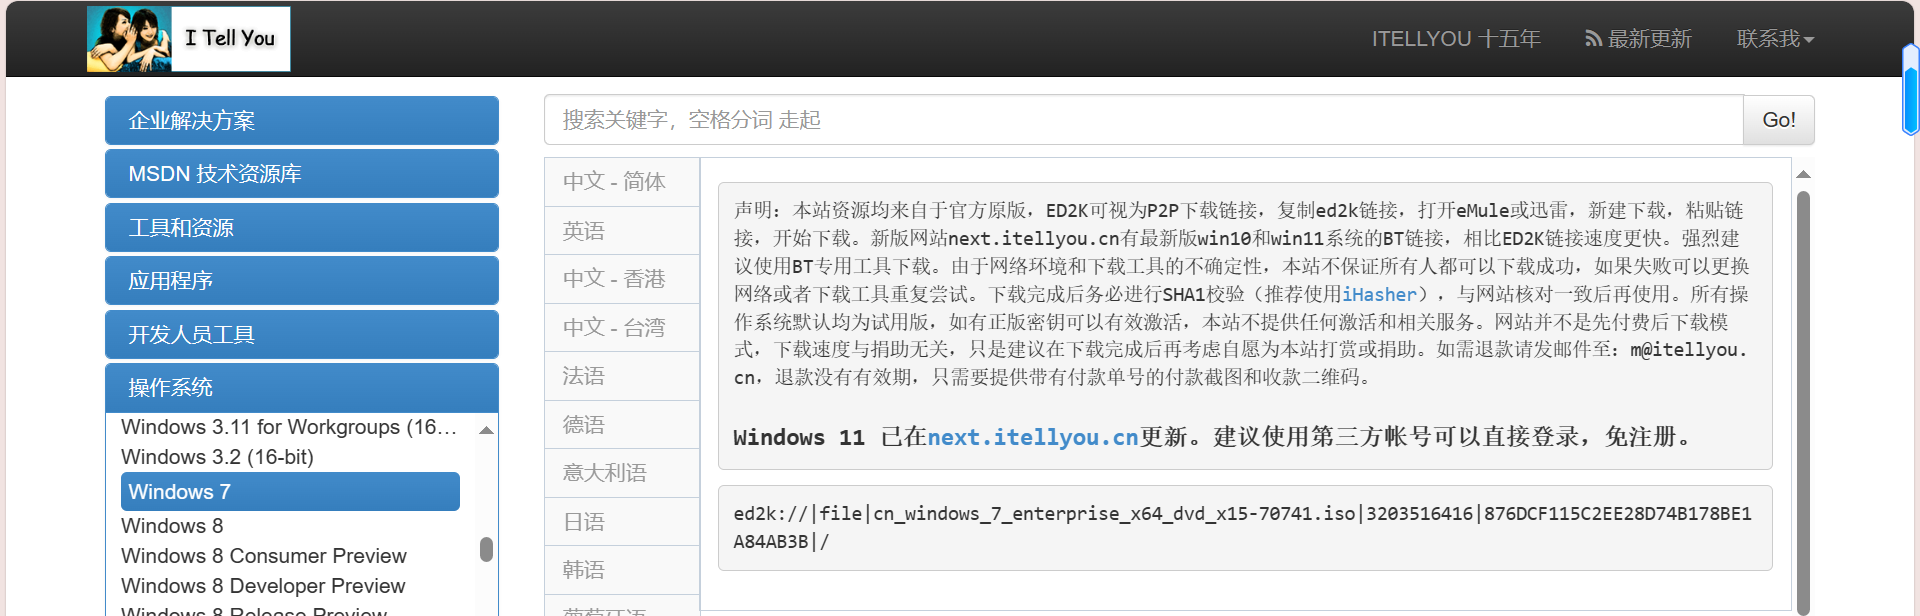 I Tell You
ITELLYOU 十五年
最新更新
联系我
企业解决方案
MSDN 技术资源库
工具和资源
应用程序
开发人员工具
操作系统
Windows 3.11 for Workgroups (16…
Windows 3.2 (16-bit)
Windows 7
Windows 8
Windows 8 Consumer Preview
Windows 8 Developer Preview
Windows 8 Release Preview
搜索关键字，空格分词 走起
Go!
中文 - 简体
英语
中文 - 香港
中文 - 台湾
法语
德语
意大利语
日语
韩语
葡萄牙语
声明：本站资源均来自于官方原版，ED2K可视为P2P下载链接，复制ed2k链接，打开eMule或迅雷，新建下载，粘贴链
接，开始下载。新版网站next.itellyou.cn有最新版win10和win11系统的BT链接，相比ED2K链接速度更快。强烈建
议使用BT专用工具下载。由于网络环境和下载工具的不确定性，本站不保证所有人都可以下载成功，如果失败可以更换
网络或者下载工具重复尝试。下载完成后务必进行SHA1校验（推荐使用iHasher），与网站核对一致后再使用。所有操
作系统默认均为试用版，如有正版密钥可以有效激活，本站不提供任何激活和相关服务。网站并不是先付费后下载模
式，下载速度与捐助无关，只是建议在下载完成后再考虑自愿为本站打赏或捐助。如需退款请发邮件至：m@itellyou.
cn，退款没有有效期，只需要提供带有付款单号的付款截图和收款二维码。
Windows 11 已在next.itellyou.cn更新。建议使用第三方帐号可以直接登录，免注册。
ed2k://|file|cn_windows_7_enterprise_x64_dvd_x15-70741.iso|3203516416|876DCF115C2EE28D74B178BE1
A84AB3B|/